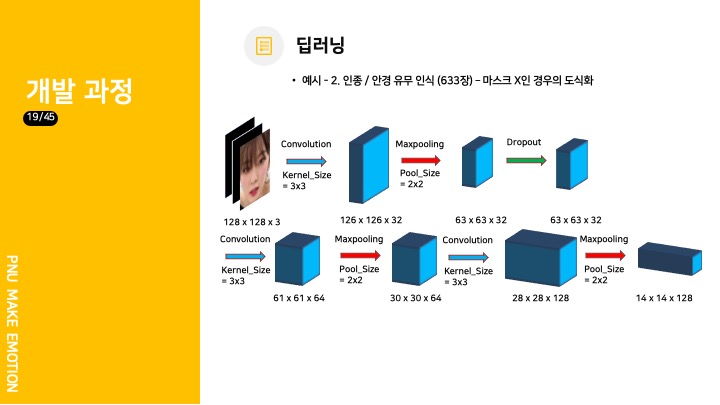 개발 과정
19/45
PNU MAKE EMOTION
딥러닝
• 예시 - 2. 인종 / 안경 유무 인식 (633장) – 마스크 X인 경우의 도식화
Convolution
Kernel_Size
= 3x3
Maxpooling
Pool_Size
= 2x2
Dropout
128 x 128 x 3
126 x 126 x 32
63 x 63 x 32
63 x 63 x 32
Convolution
Kernel_Size
= 3x3
Maxpooling
Pool_Size
= 2x2
Convolution
Kernel_Size
= 3x3
Maxpooling
Pool_Size
= 2x2
61 x 61 x 64
30 x 30 x 64
28 x 28 x 128
14 x 14 x 128